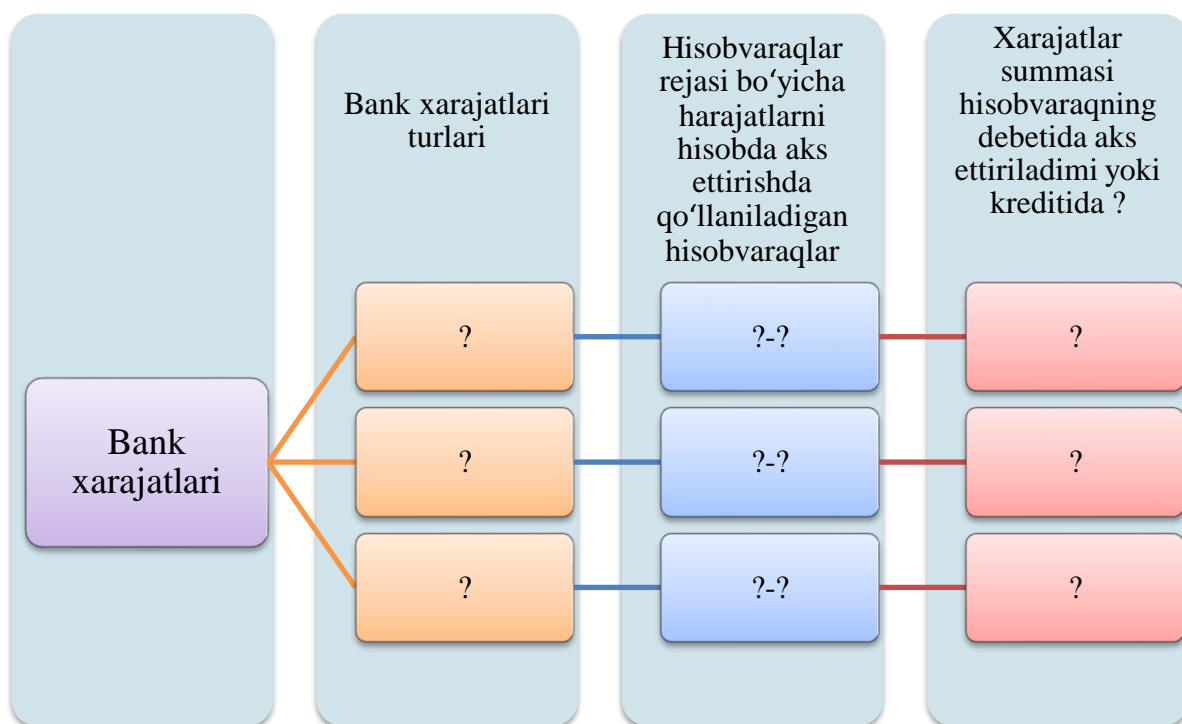 Bank xarajatlari
turlari
Hisobvaraqlar
rejasi bo‘yicha
harajatlarni
hisobda aks
ettirishda
qo‘llaniladigan
hisobvaraqlar
Xarajatlar
summasi
hisobvaraqning
debetida aks
ettiriladimi yoki
kreditida ?
Bank
xarajatlari
?
?-?
?
?
?-?
?
?
?-?
?